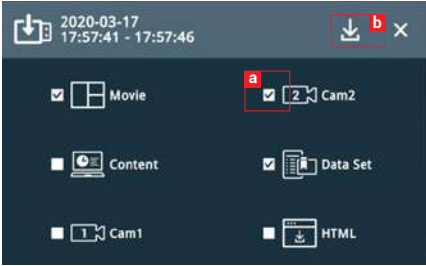 2020-03-17
17:57:41 - 17:57:46
b
a
Movie
2 Cam2
Content
Data Set
1 Cam1
HTML